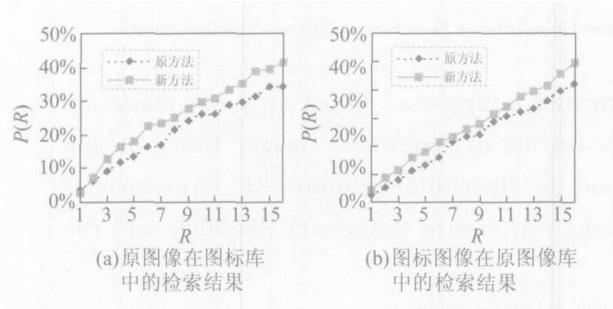 50%
40%
30%
20%
10%
0%
P(R)
原方法
新方法
1 3 5 7 9 11 13 15
R
(a)原图像在图标库
中的检索结果
50%
40%
30%
20%
10%
0%
P(R)
原方法
新方法
1 3 5 7 9 11 13 15
R
(b)图标图像在原图像库
中的检索结果